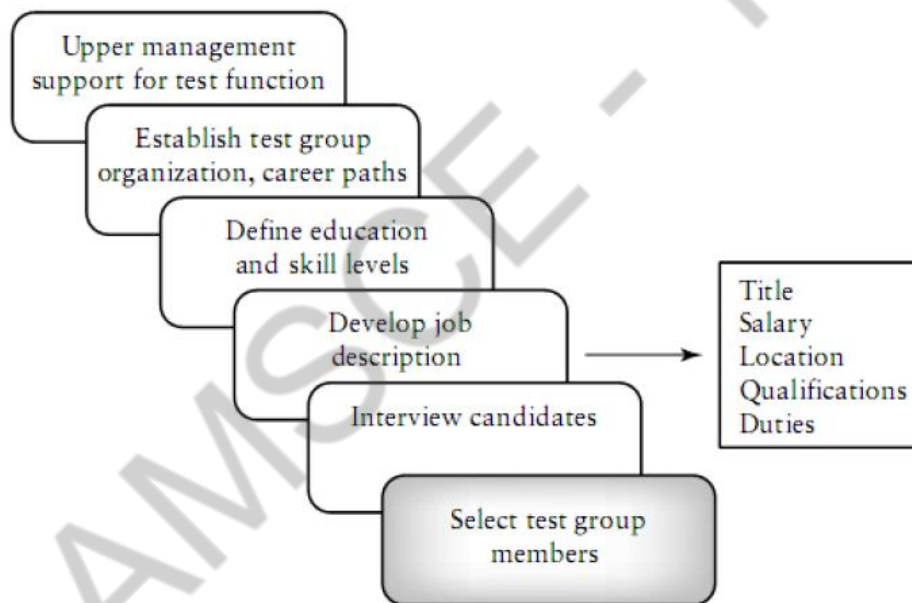 Upper management
support for test function
Establish test group
organization, career paths
Define education
and skill levels
Develop job
description
Title
Salary
Location
Qualifications
Duties
Interview candidates
Select test group
members
AMSCE -